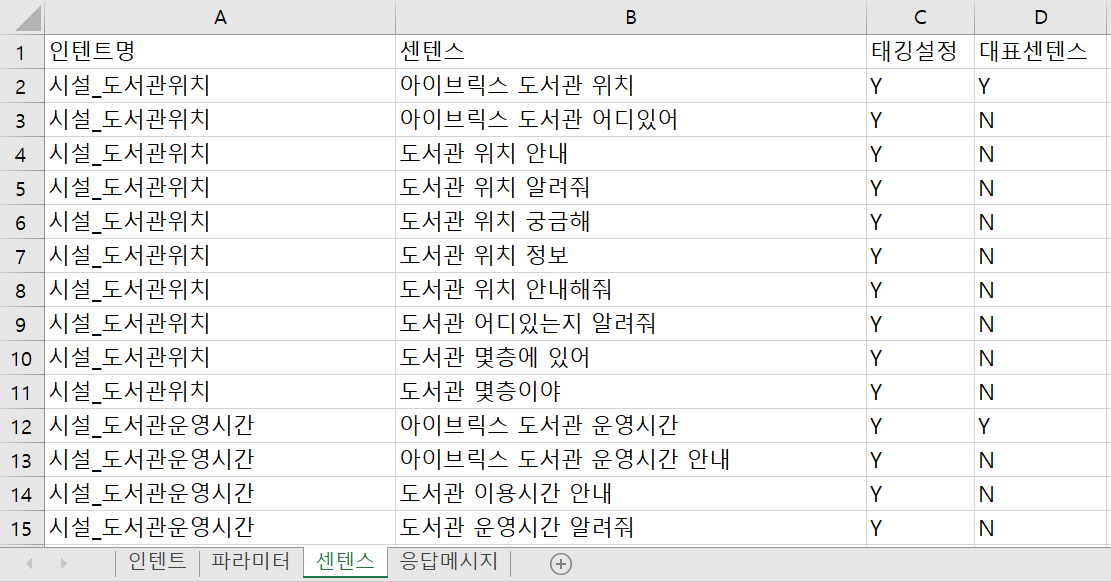 A B C D
1 인텐트명 센텐스 태깅설정 대표센텐스
2 시설_도서관위치 아이브릭스 도서관 위치 Y Y
3 시설_도서관위치 아이브릭스 도서관 어디있어 Y N
4 시설_도서관위치 도서관 위치 안내 Y N
5 시설_도서관위치 도서관 위치 알려줘 Y N
6 시설_도서관위치 도서관 위치 궁금해 Y N
7 시설_도서관위치 도서관 위치 정보 Y N
8 시설_도서관위치 도서관 위치 안내해줘 Y N
9 시설_도서관위치 도서관 어디있는지 알려줘 Y N
10 시설_도서관위치 도서관 몇층에 있어 Y N
11 시설_도서관위치 도서관 몇층이야 Y N
12 시설_도서관운영시간 아이브릭스 도서관 운영시간 Y Y
13 시설_도서관운영시간 아이브릭스 도서관 운영시간 안내 Y N
14 시설_도서관운영시간 도서관 이용시간 안내 Y N
15 시설_도서관운영시간 도서관 운영시간 알려줘 Y N
인텐트 파라미터 센텐스 응답메시지